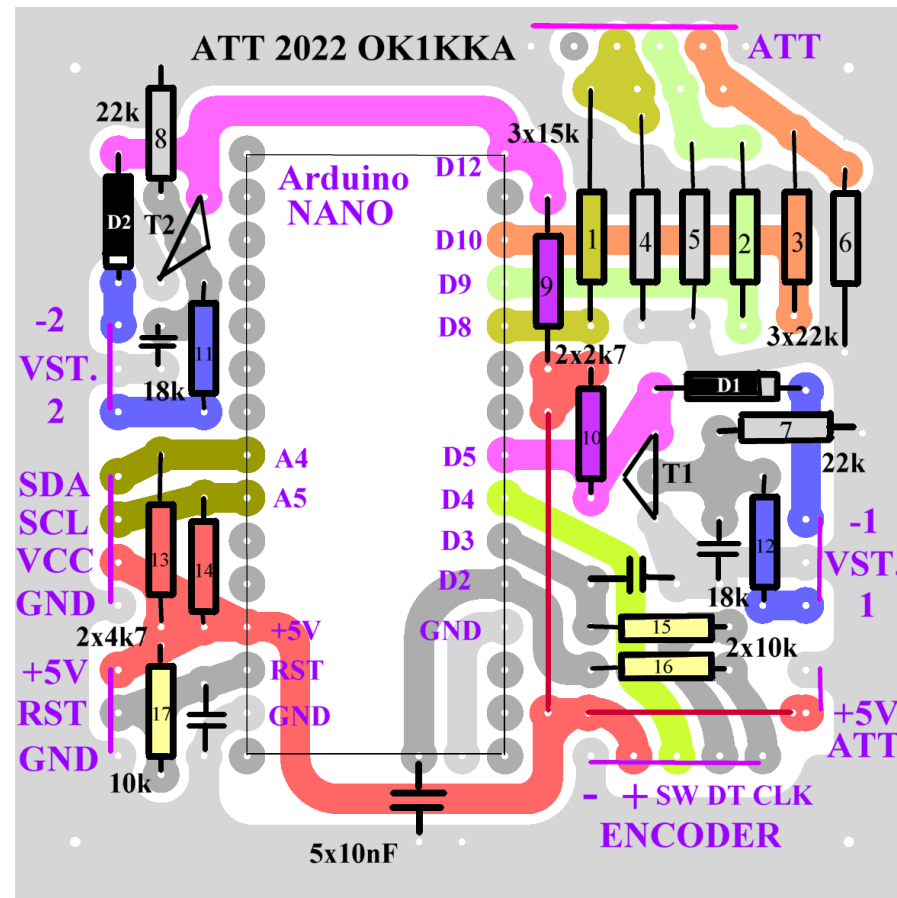 ATT 2022 OK1KKA
ATT
22k
8
3x15k
D12
Arduino
NANO
D2
T2
D10
1
4
5
2
3
6
9
D9
D8
-2
VST.
2
11
18k
3x22k
2x2k7
D1
10
7
22k
T1
A4
D5
SDA
A5
D4
SCL
13
14
D3
12
-1
VCC
VST.
D2
18k
1
GND
2x4k7
+5V
GND
15
2x10k
+5V
RST
16
RST
17
GND
+5V
GND
ATT
10k
- + SW DT CLK
5x10nF
ENCODER